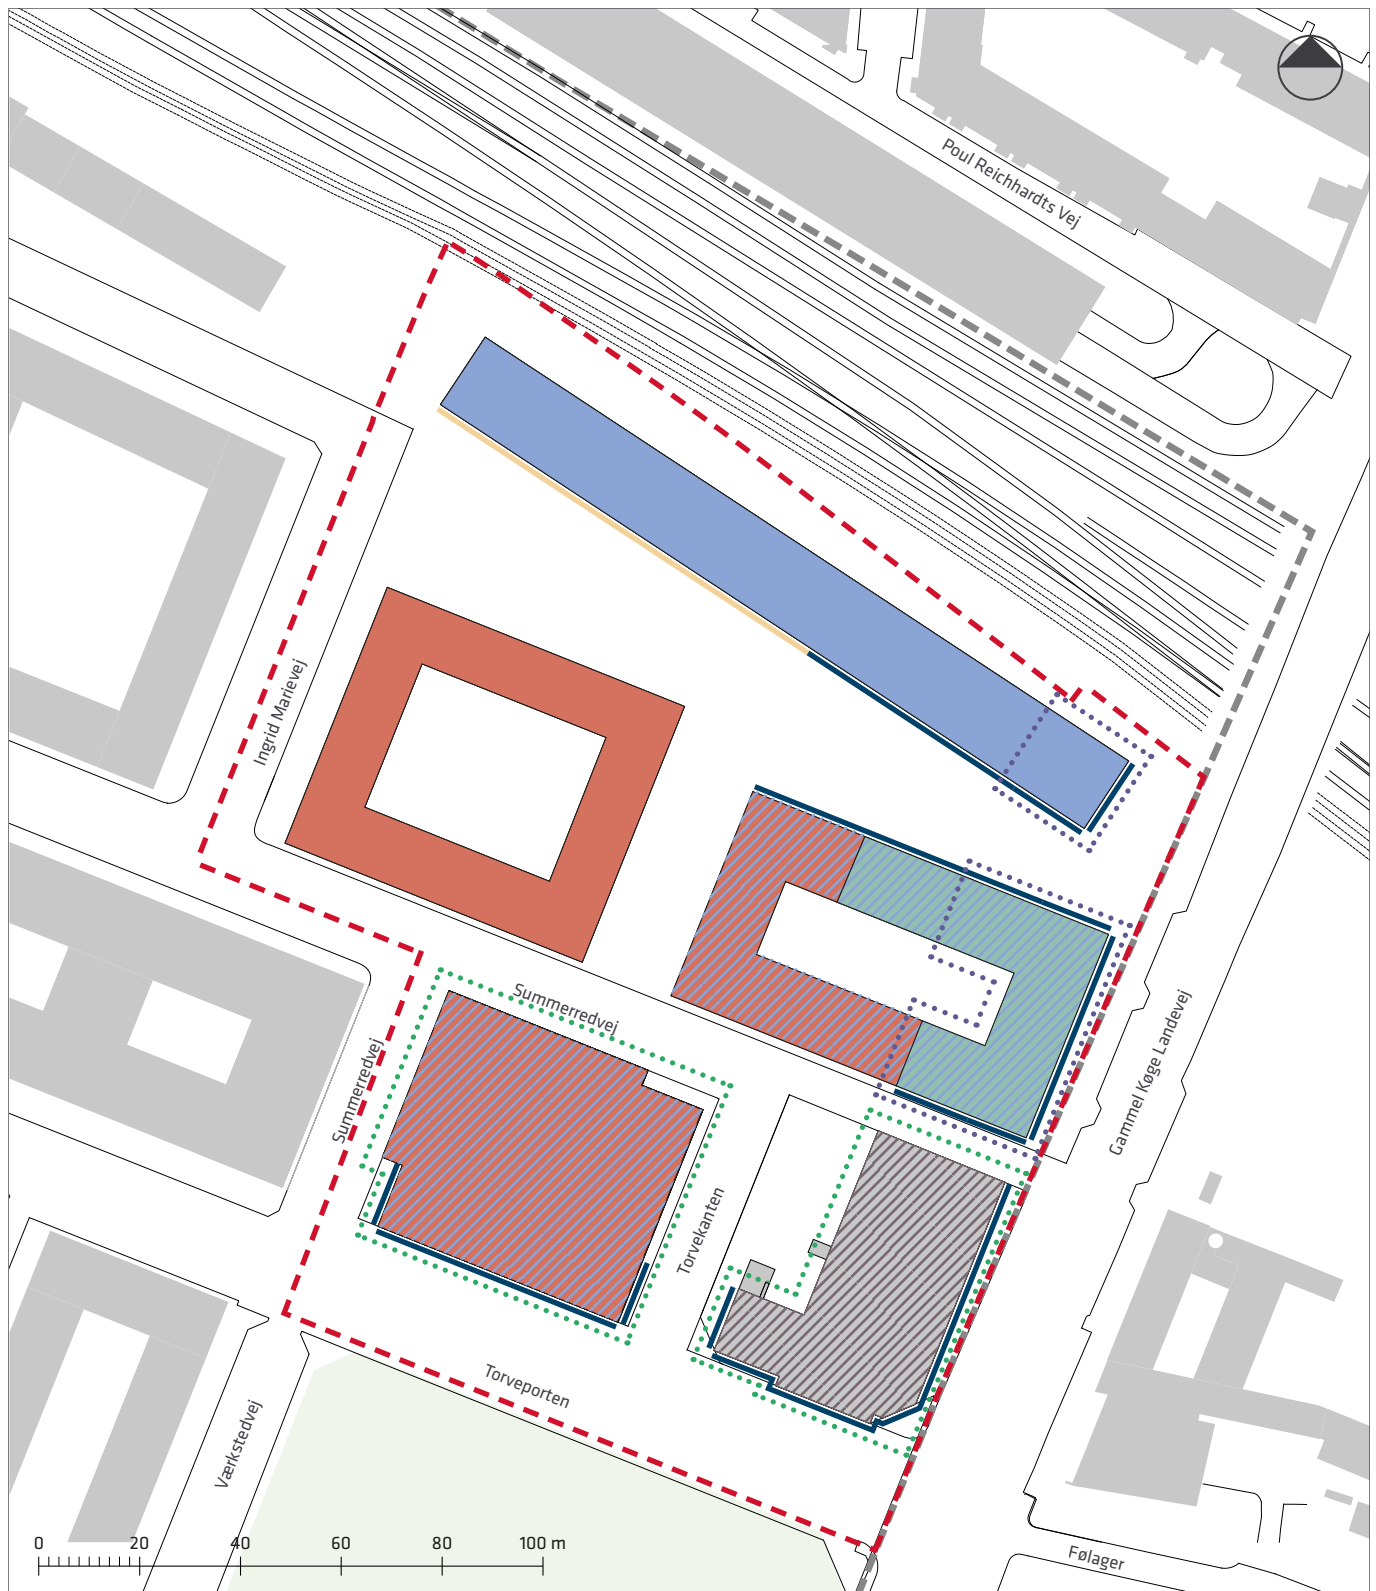 Poul Reichhardts Vej
Ingrid Marievej
Summerredvej
Summerredvej
Gammel Køge Landevej
Torvekanten
Torveporten
Værkstedvej
0 20 40 60 80 100 m
Følager